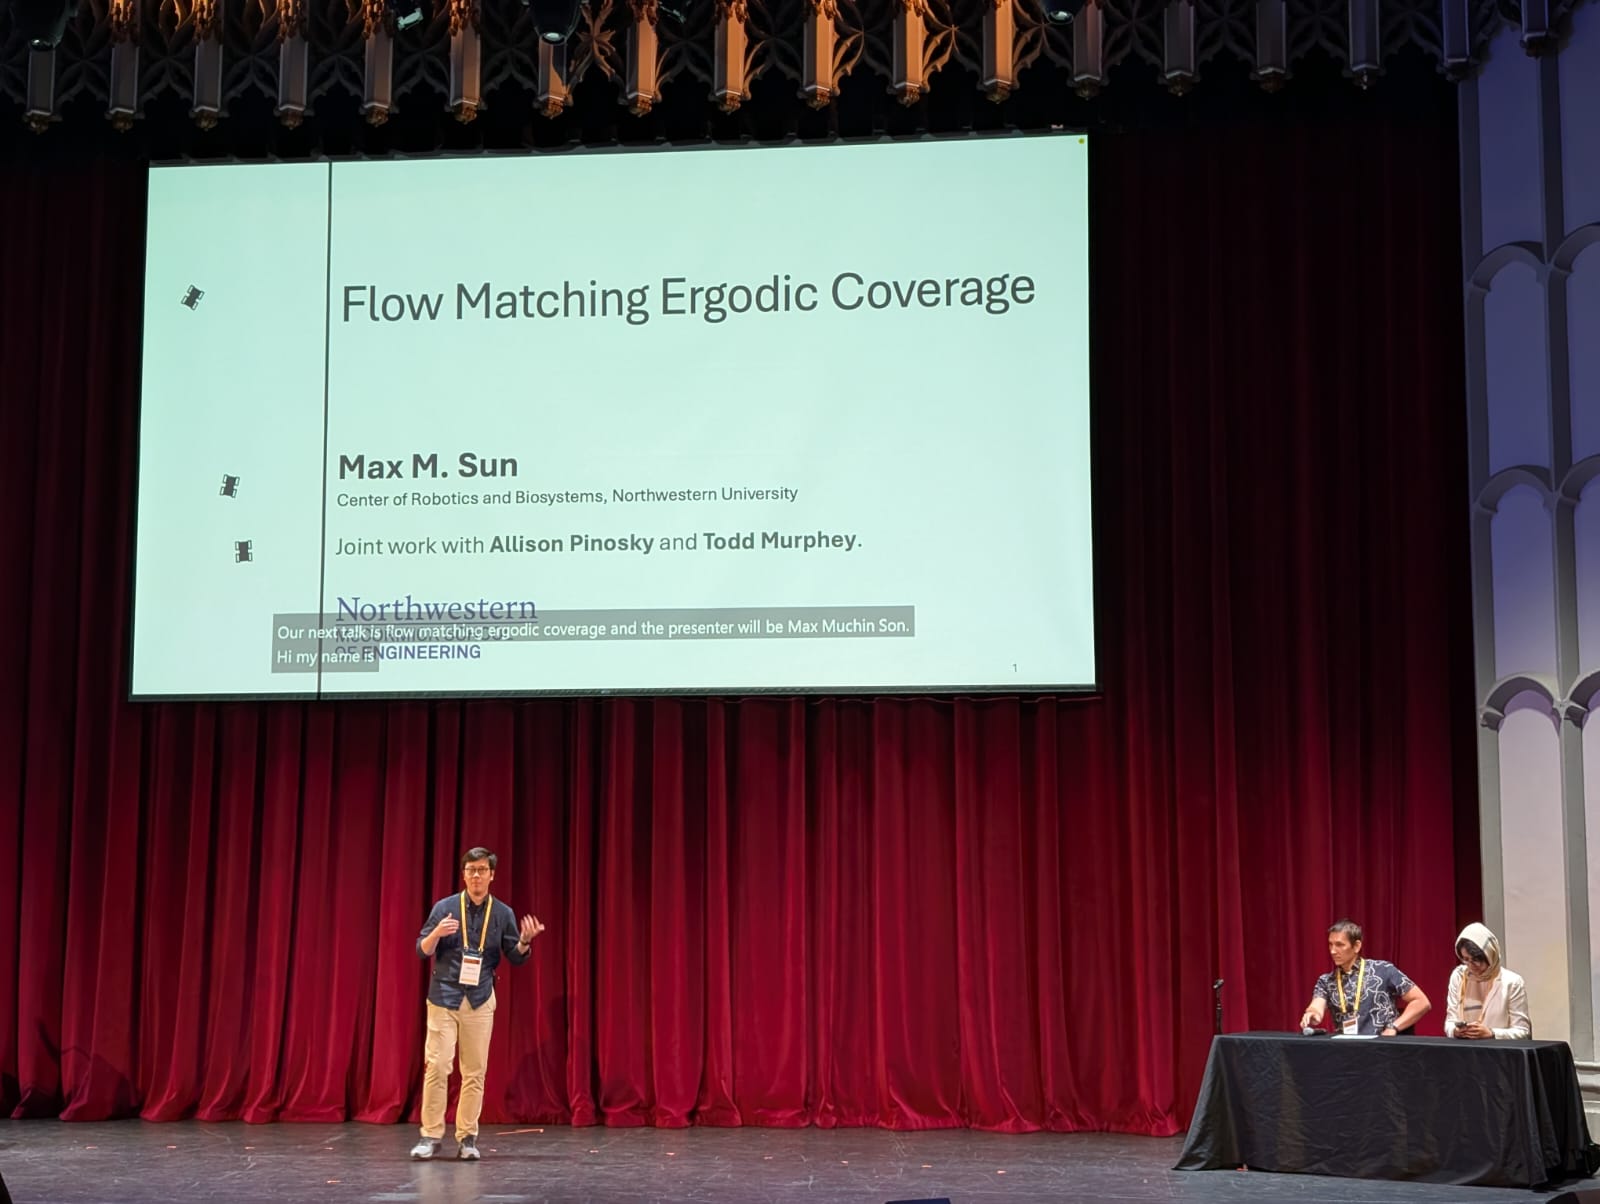 Flow Matching Ergodic Coverage
Max M. Sun
Center of Robotics and Biosystems, Northwestern University
Joint work with Allison Pinosky and Todd Murphey.
Northwestern
Our next talk is flow matching ergodic coverage and the presenter will be Max Muchin Son.
OF ENGINEERING
Hi my name is
1